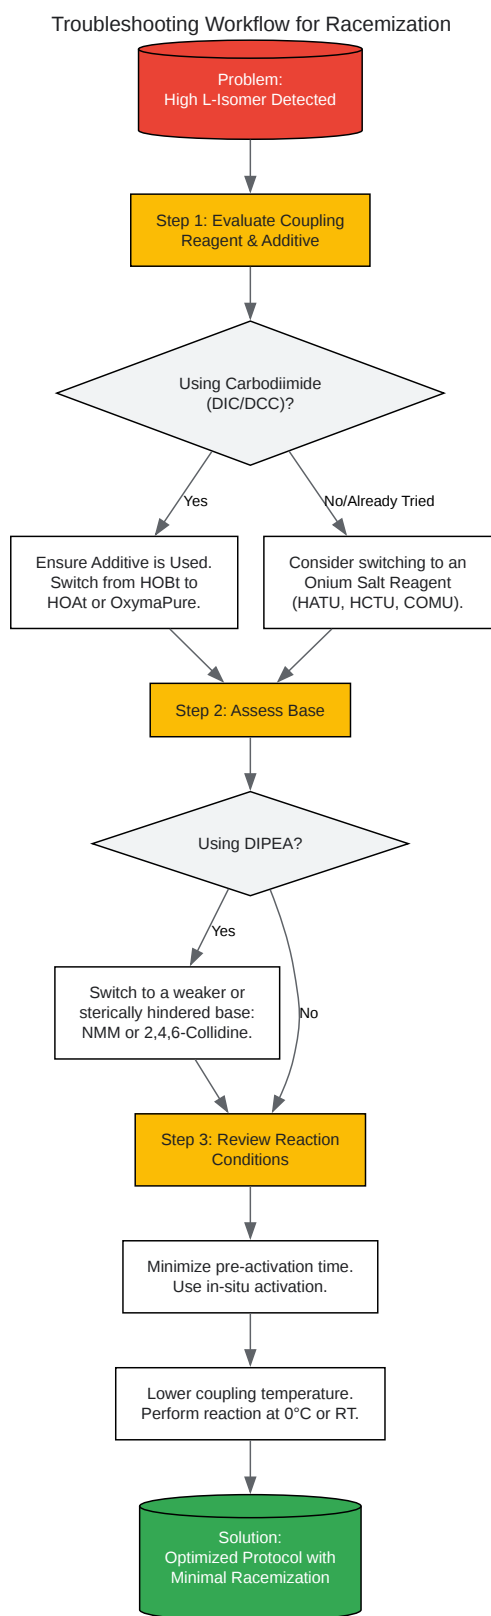 Troubleshooting Workflow for Racemization
Problem:
High L-Isomer Detected
Step 1: Evaluate Coupling
Reagent & Additive
Using Carbodiimide
(DIC/DCC)?
Yes
No/Already Tried
Ensure Additive is Used.
Switch from HOBt to
HOAt or OxymaPure.
Consider switching to an
Onium Salt Reagent
(HATU, HCTU, COMU).
Step 2: Assess Base
Using DIPEA?
Yes
Switch to a weaker or
sterically hindered base:
NMM or 2,4,6-Collidine.
No
Step 3: Review Reaction
Conditions
Minimize pre-activation time.
Use in-situ activation.
Lower coupling temperature.
Perform reaction at 0°C or RT.
Solution:
Optimized Protocol with
Minimal Racemization